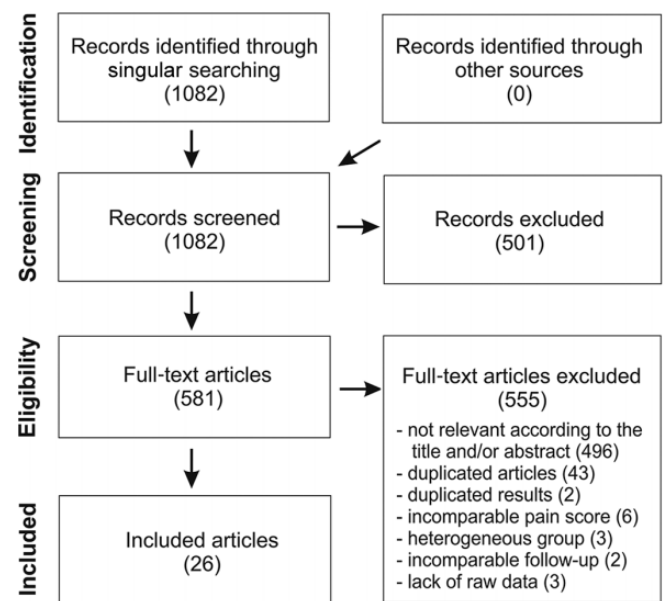 Identification
Records identified through
singular searching
(1082)
Records identified through
other sources
(0)
Screening
Records screened
(1082)
Records excluded
(501)
Eligibility
Full-text articles
(581)
Full-text articles excluded
(555)
- not relevant according to the
title and/or abstract (496)
- duplicated articles (43)
- duplicated results (2)
- incomparable pain score (6)
- heterogeneous group (3)
- incomparable follow-up (2)
- lack of raw data (3)
Included
Included articles
(26)